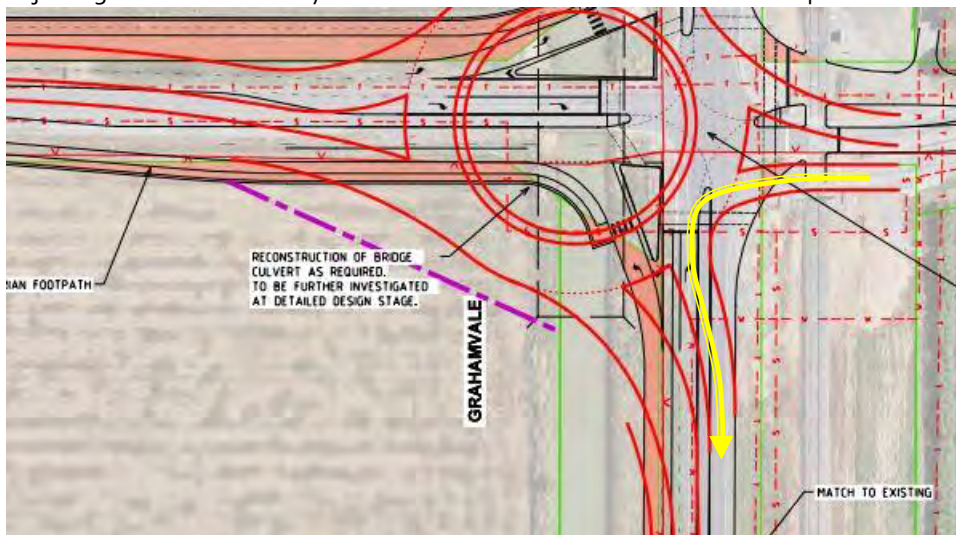 RECONSTRUCTION OF BRIDGE
CULVERT AS REQUIRED.
TO BE FURTHER INVESTIGATED
AT DETAILED DESIGN STAGE.
IAN FOOTPATH
GRAHAMVALE
MATCH TO EXISTING